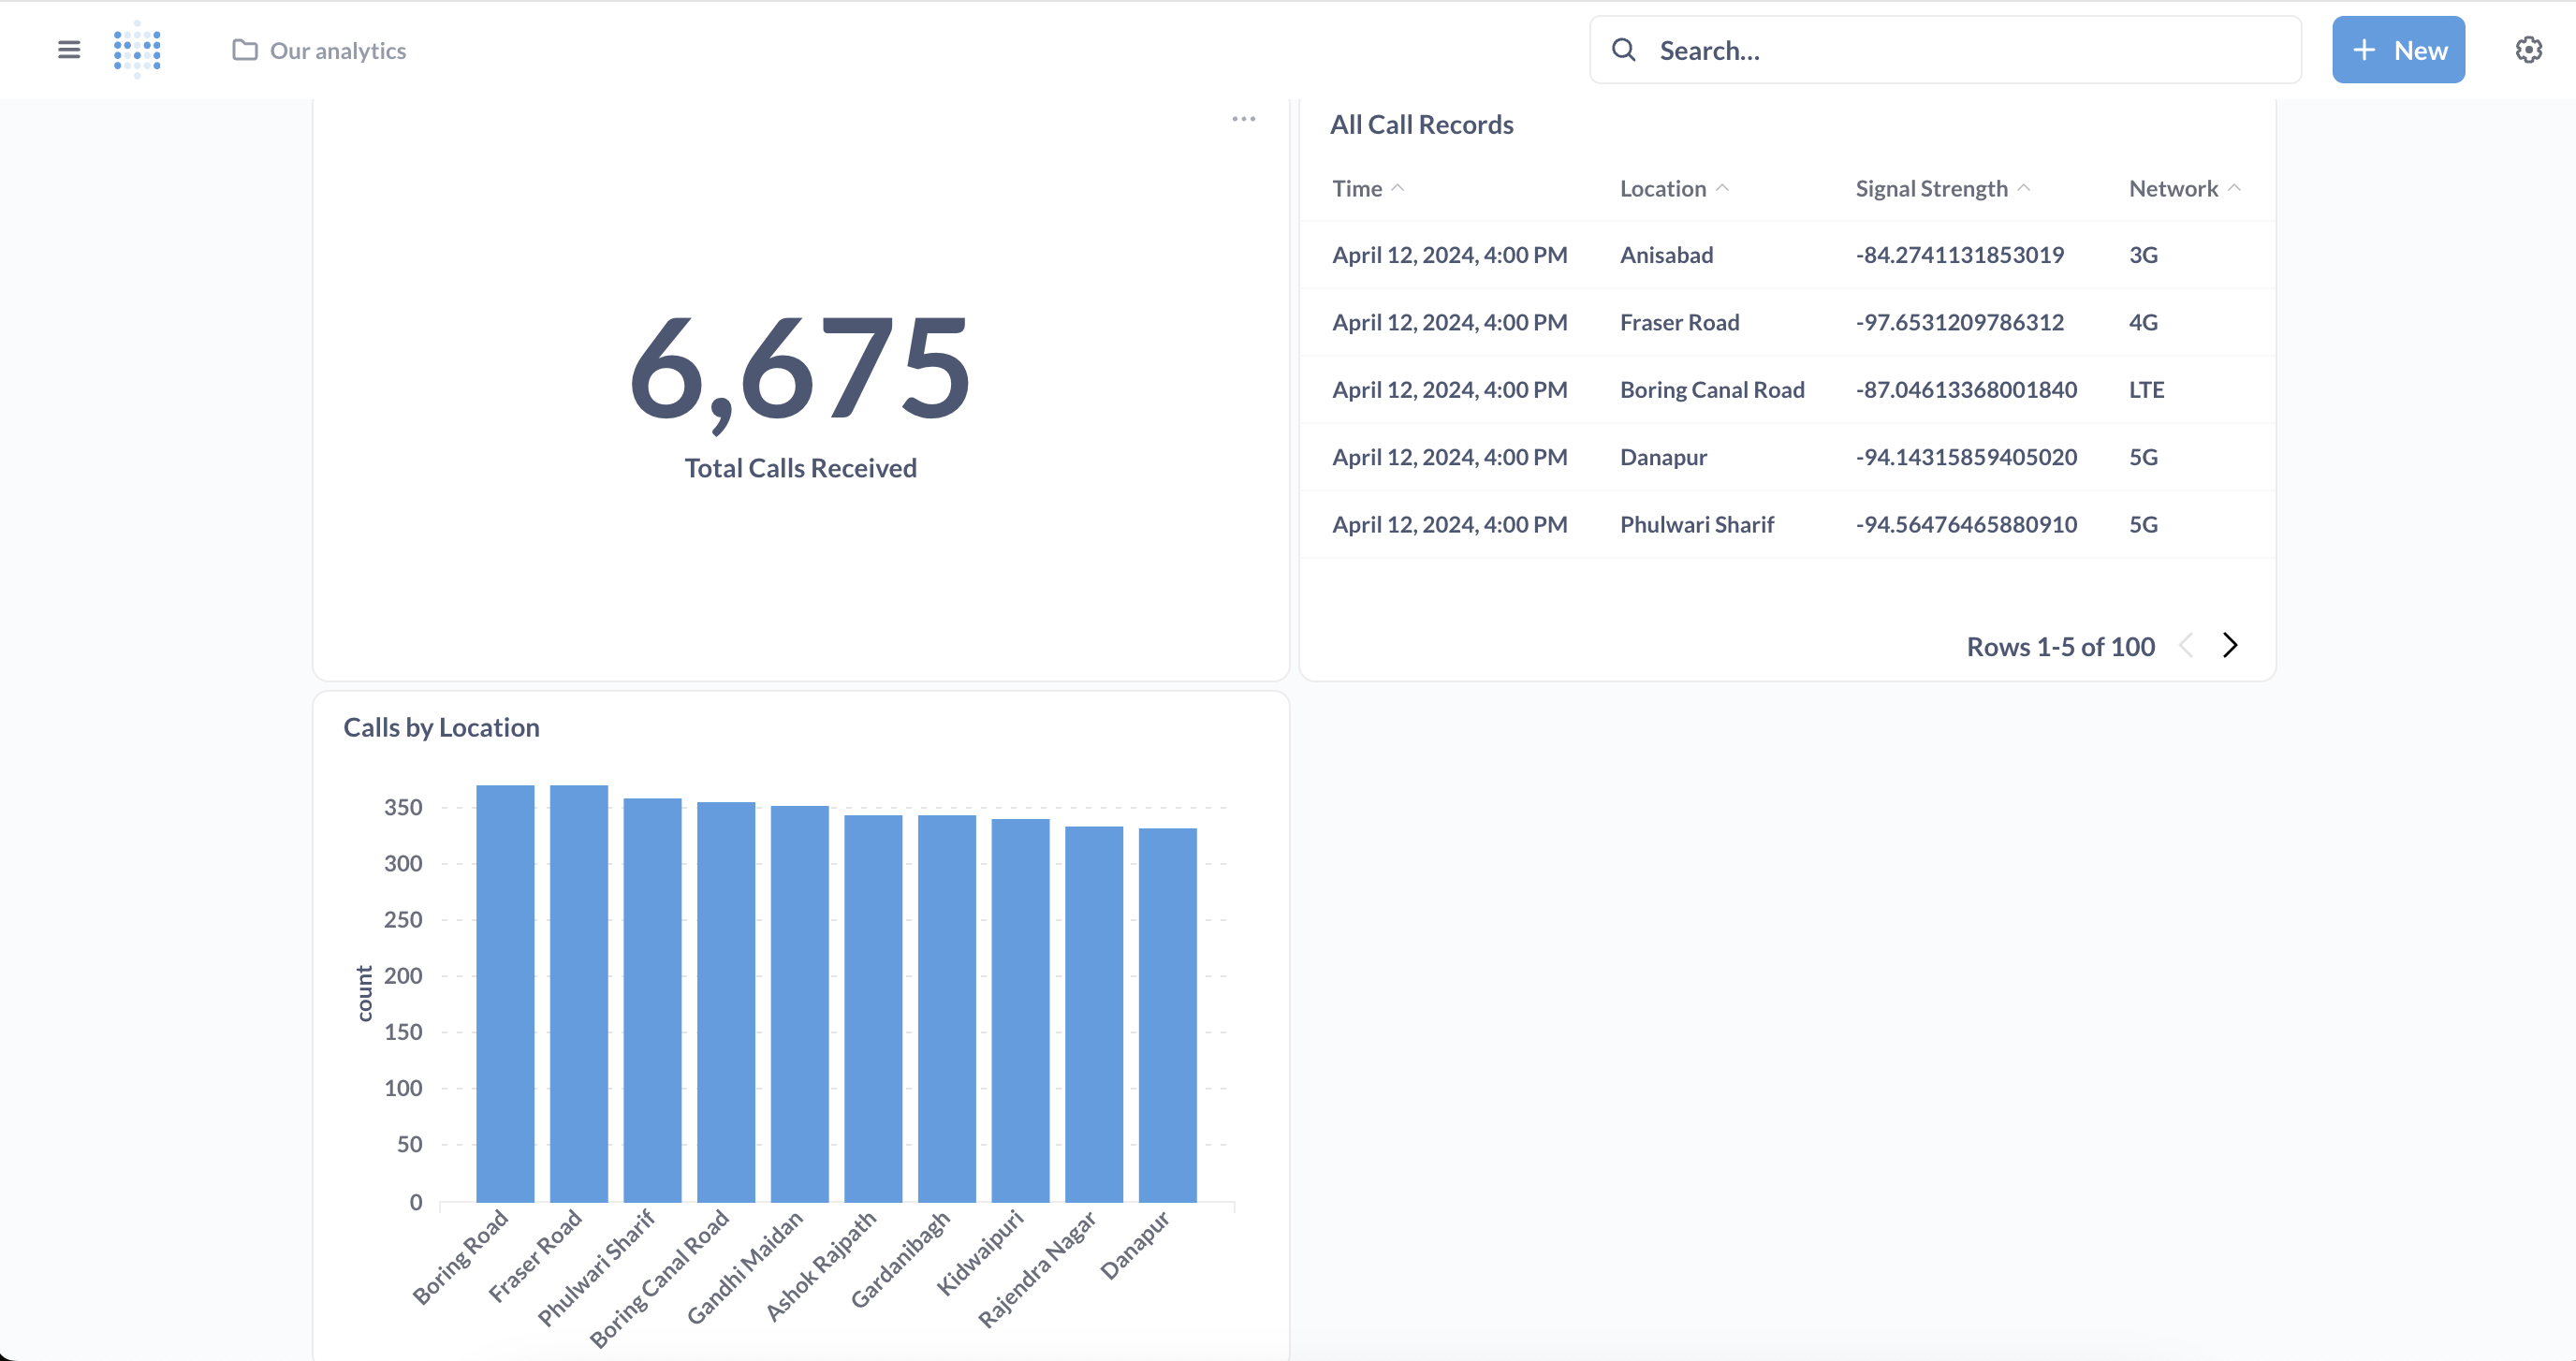 Our analytics
Search...
New
6,675
Total Calls Received
All Call Records
Time Location Signal Strength Network
April 12, 2024, 4:00 PM Anisabad -84.2741131853019 3G
April 12, 2024, 4:00 PM Fraser Road -97.6531209786312 4G
April 12, 2024, 4:00 PM Boring Canal Road -87.04613368001840 LTE
April 12, 2024, 4:00 PM Danapur -94.14315859405020 5G
April 12, 2024, 4:00 PM Phulwari Sharif -94.56476465880910 5G
Rows 1-5 of 100
Calls by Location
count
350
300
250
200
150
100
50
0
Boring Road
Fraser Road
Phulwari Sharif
Boring Canal Road
Gandhi Maidan
Ashok Rajpath
Gardanibagh
Kidwaipuri
Rajendra Nagar
Danapur